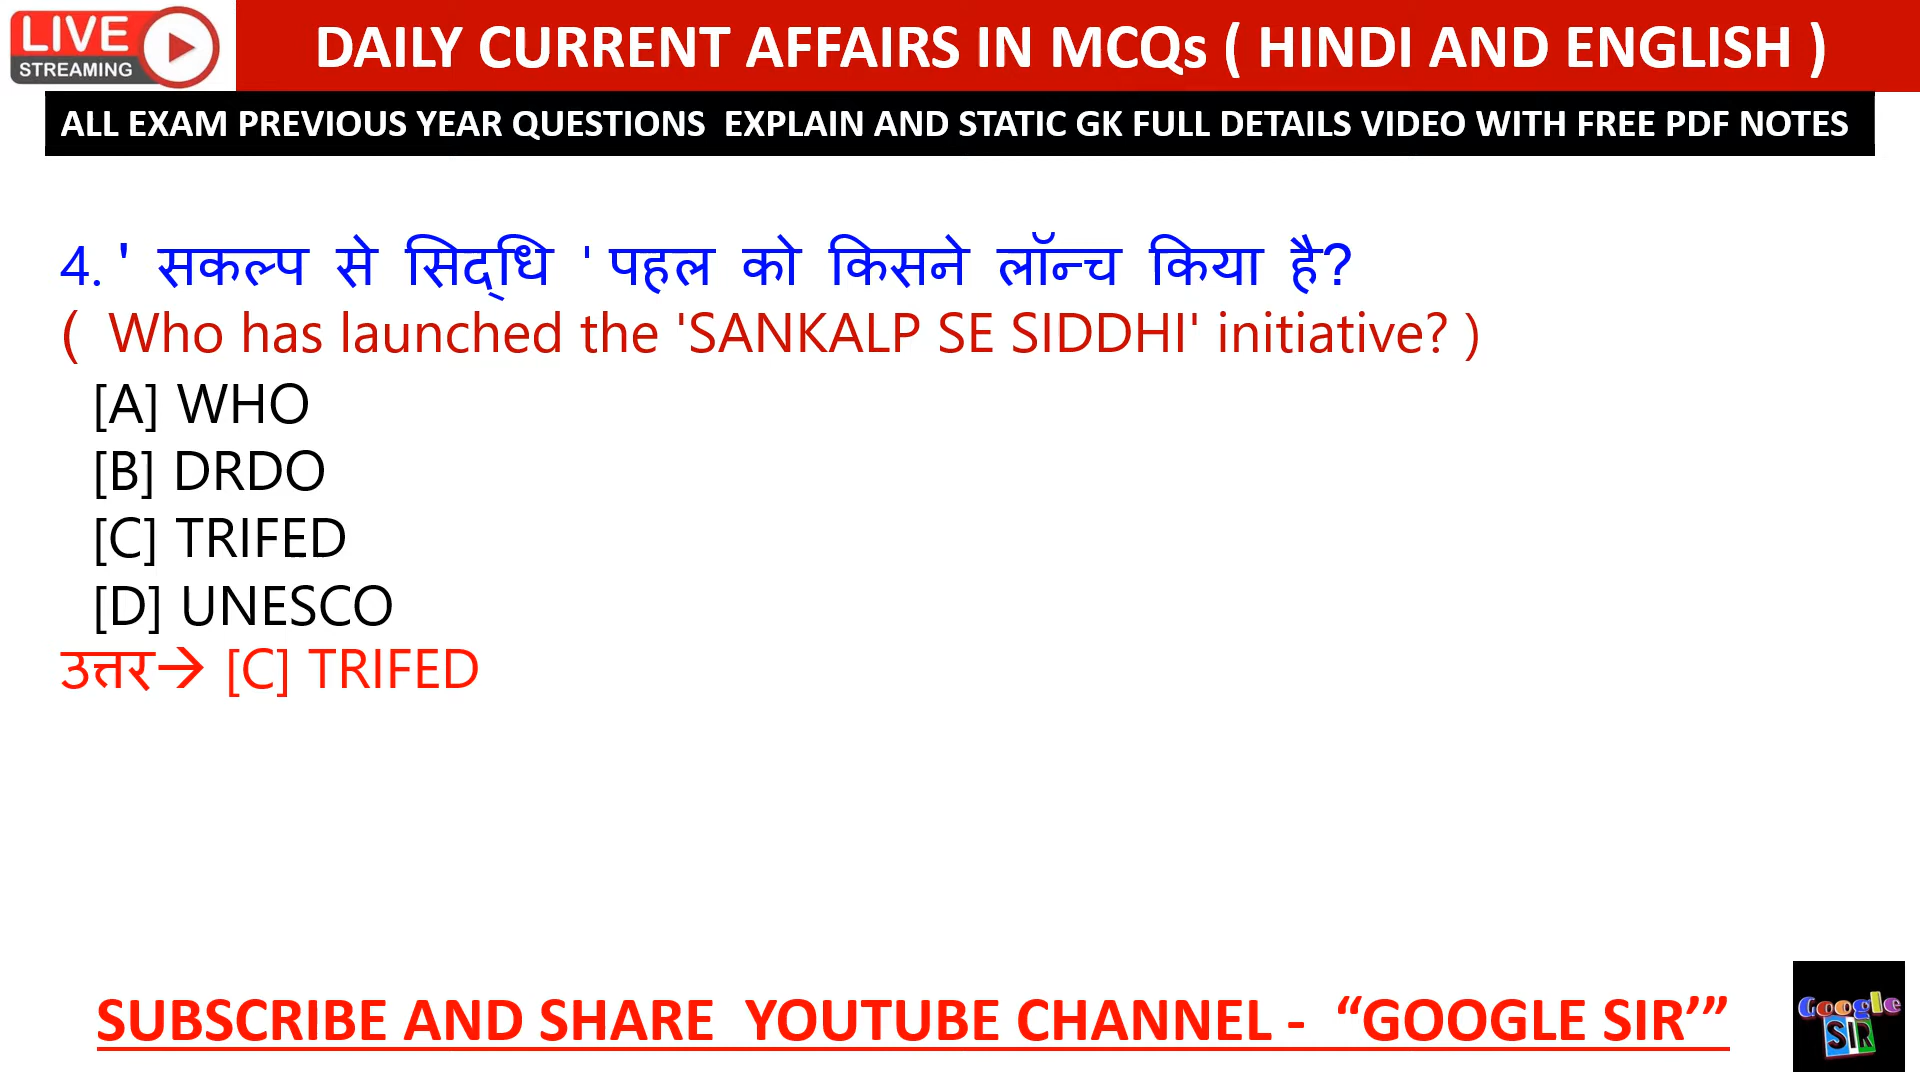 LIVE
STREAMING
DAILY CURRENT AFFAIRS IN MCQs ( HINDI AND ENGLISH )
ALL EXAM PREVIOUS YEAR QUESTIONS EXPLAIN AND STATIC GK FULL DETAILS VIDEO WITH FREE PDF NOTES
4. ' सकल्प से सिद्धि ' पहल को किसने लॉन्च किया है?
( Who has launched the 'SANKALP SE SIDDHI' initiative? )
[A] WHO
[B] DRDO
[C] TRIFED
[D] UNESCO
उत्तर→ [C] TRIFED
SUBSCRIBE AND SHARE YOUTUBE CHANNEL - “GOOGLE SIR’”
Google
SIR